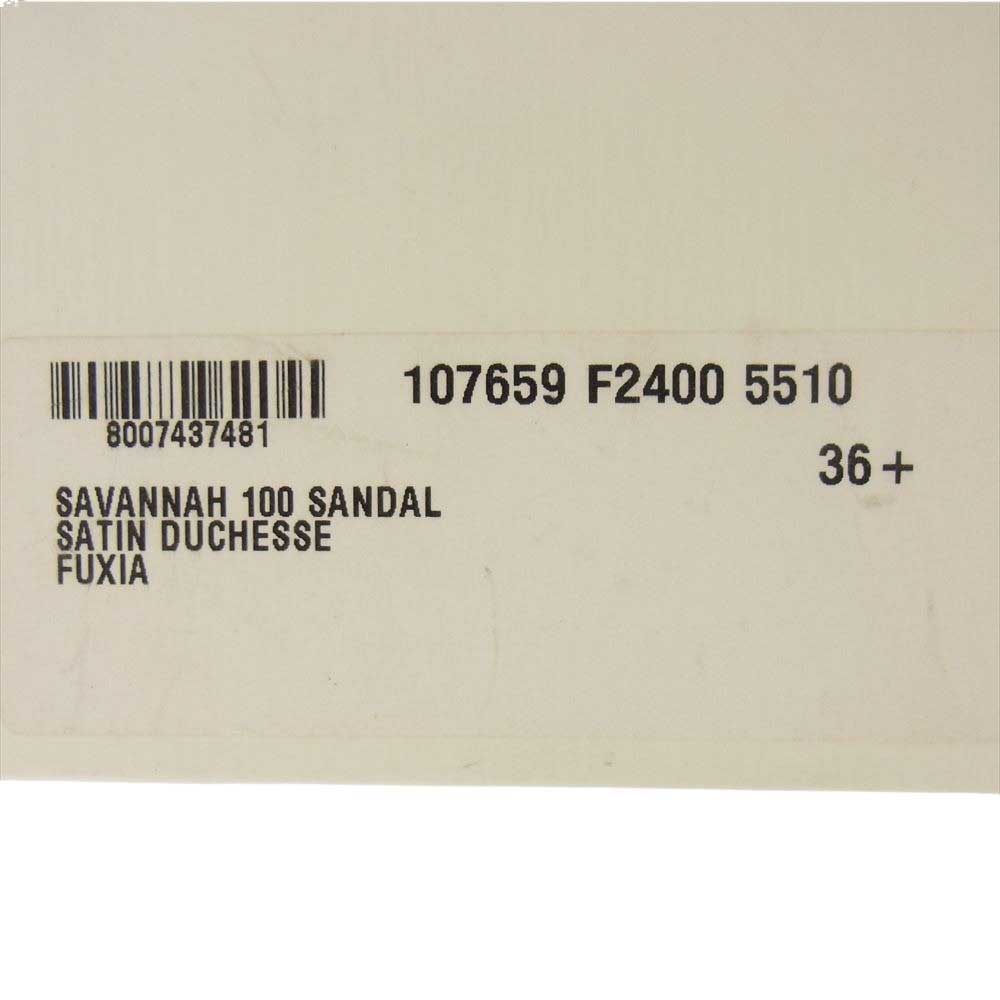 107659 F2400 5510
8007437481
36+
SAVANNAH 100 SANDAL
SATIN DUCHESSE
FUXIA